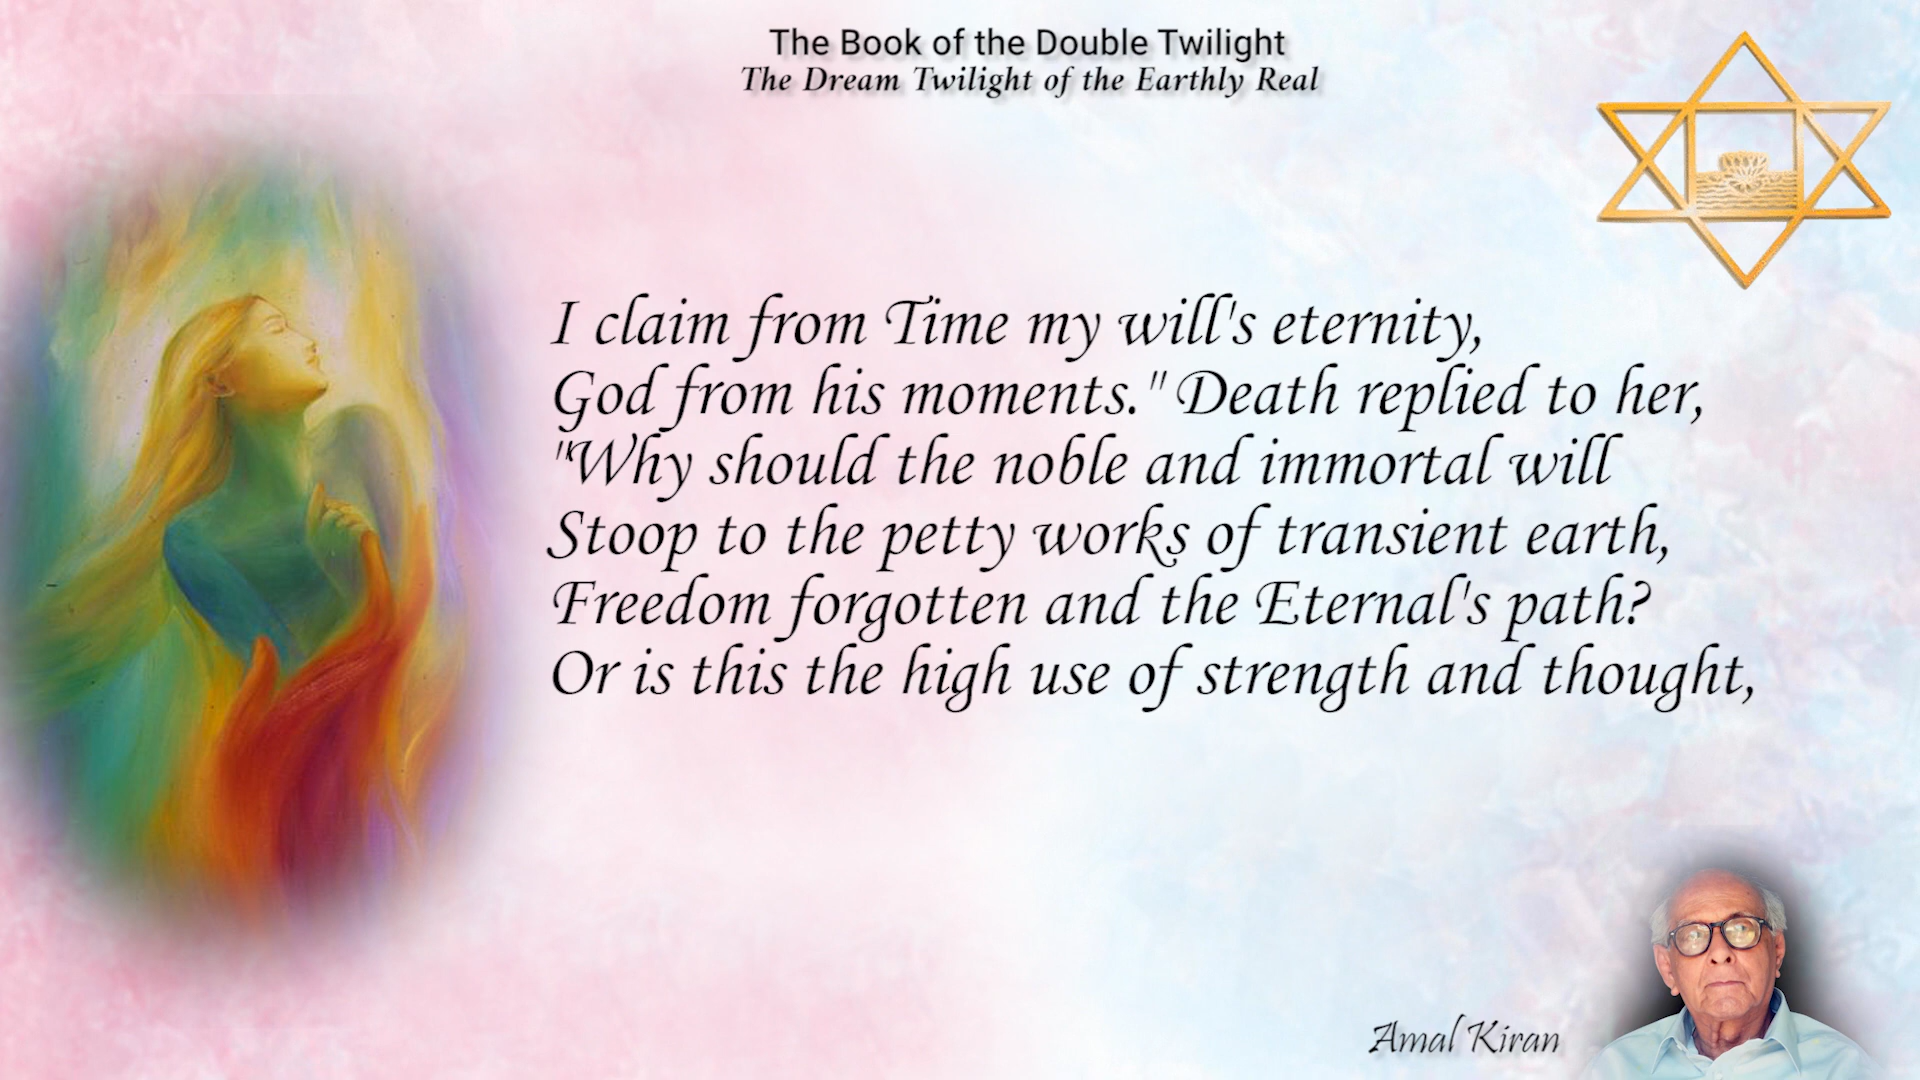 The Book of the Double Twilight
The Dream Twilight of the Earthly Real
I claim from Time my will's eternity,
God from his moments." Death replied to her,
"Why should the noble and immortal will
Stoop to the petty works of transient earth,
Freedom forgotten and the Eternal's path?
Or is this the high use of strength and thought,
Amal Kiran